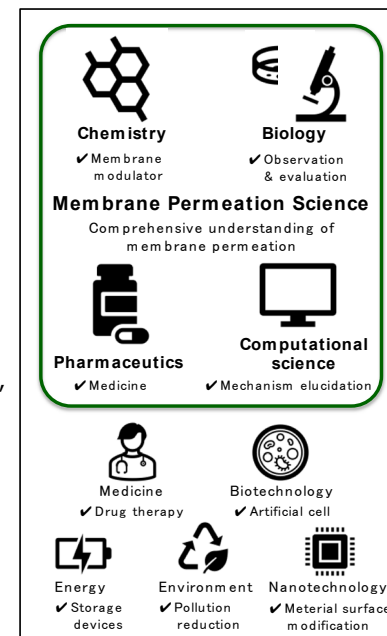 Chemistry
✔ Membrane
modulator
Biology
✔ Observation
& evaluation
Membrane Permeation Science
Comprehensive understanding of
membrane permeation
Pharmaceutics
✔ Medicine
Computational
science
✔ Mechanism elucidation
,
Medicine
✔ Drug therapy
Biotechnology
✔ Artificial cell
Energy
✔ Storage
devices
Environment
✔ Pollution
reduction
Nanotechnology
✔ Meterial surface
modification